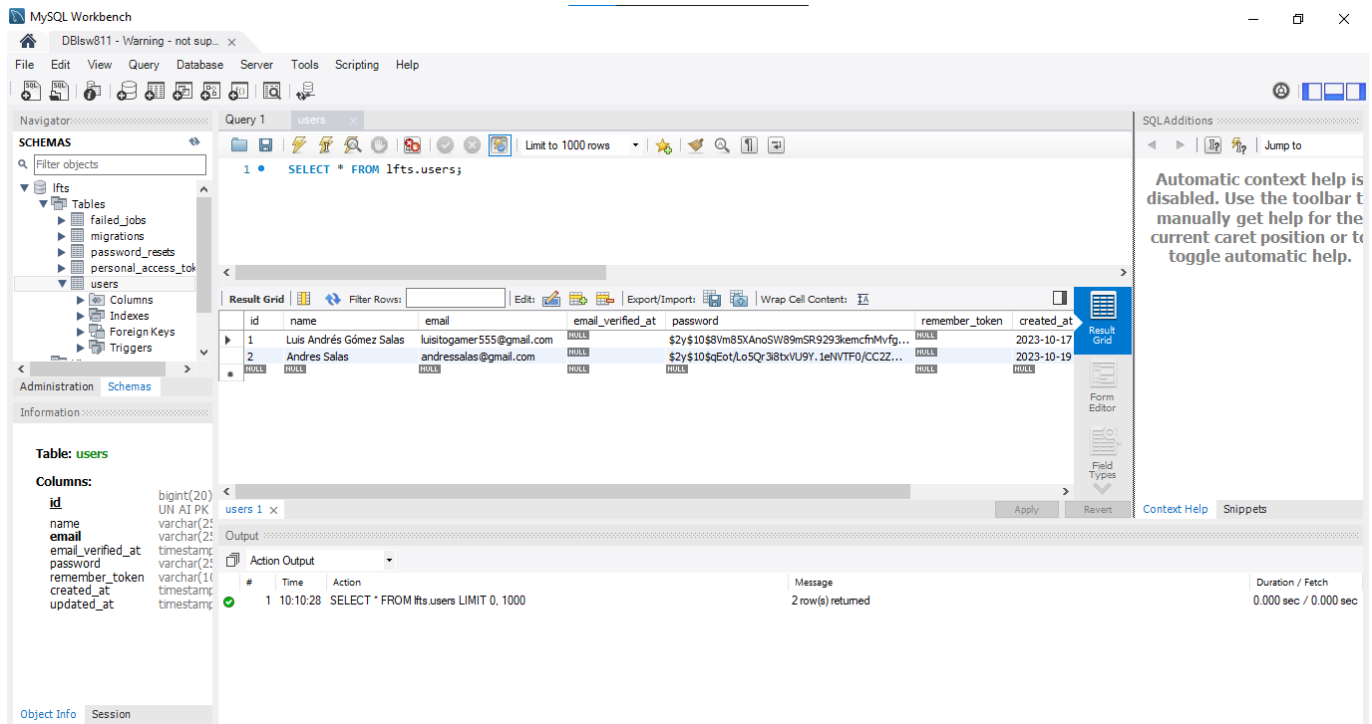 MySQL Workbench
DBIsw811 - Warning - not sup... ×
File Edit View Query Database Server Tools Scripting Help
Navigator
SCHEMAS
Filter objects
lfts
Tables
failed_jobs
migrations
password_resets
personal_access_tok
users
Columns
Indexes
Foreign Keys
Triggers
Administration Schemas
Information
Table: users
Columns:
id bigint(20)
UN AI PK
name varchar(25
email varchar(25
email_verified_at timestamp
password varchar(25
remember_token varchar(10
created_at timestamp
updated_at timestamp
Object Info Session
Query 1 users ×
Limit to 1000 rows
1 SELECT * FROM lfts.users;
Result Grid Filter Rows: Edit: Export/Import: Wrap Cell Content:
id name email email_verified_at password remember_token created_at
1 Luis Andrés Gómez Salas luisitogamer555@gmail.com NULL $2y$10$8Vm85XAnoSW89mSR9293kemcfnMvfg... NULL 2023-10-17
2 Andres Salas andressalas@gmail.com NULL $2y$10$qEot/Lo5Qr3i8txVU9Y.1eNVTF0/CC2Z... NULL 2023-10-19
NULL NULL NULL NULL NULL NULL NULL
Result
Grid
Form
Editor
Field
Types
users 1 × Apply Revert
Output
Action Output
# Time Action Message Duration / Fetch
1 10:10:28 SELECT * FROM lfts.users LIMIT 0, 1000 2 row(s) returned 0.000 sec / 0.000 sec
SQLAdditions
Jump to
Automatic context help is
disabled. Use the toolbar t
manually get help for the
current caret position or to
toggle automatic help.
Context Help Snippets